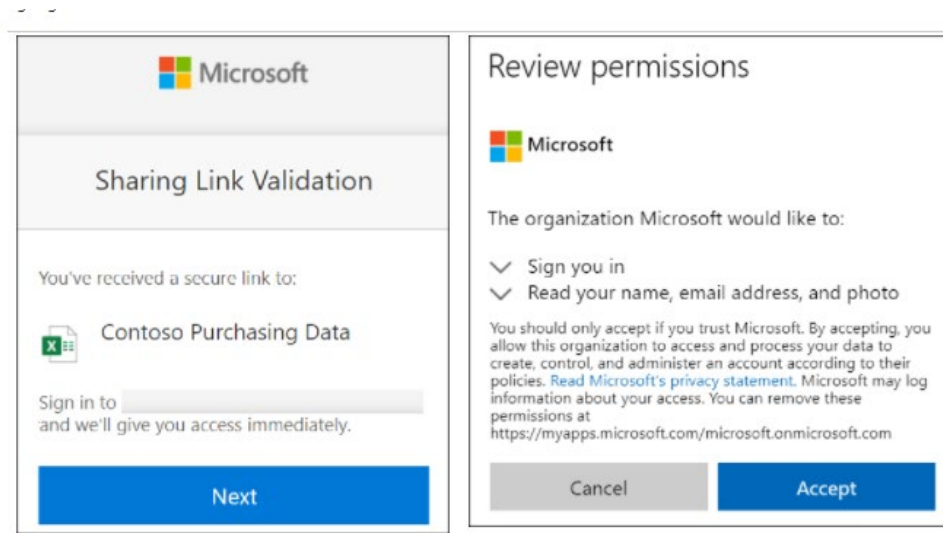 Microsoft
Sharing Link Validation
You've received a secure link to:
Contoso Purchasing Data
Sign in to
and we'll give you access immediately.
Next
Review permissions
Microsoft
The organization Microsoft would like to:
Sign you in
Read your name, email address, and photo
You should only accept if you trust Microsoft. By accepting, you
allow this organization to access and process your data to
create, control, and administer an account according to their
policies. Read Microsoft's privacy statement. Microsoft may log
information about your access. You can remove these
permissions at
https://myapps.microsoft.com/microsoft.onmicrosoft.com
Cancel
Accept